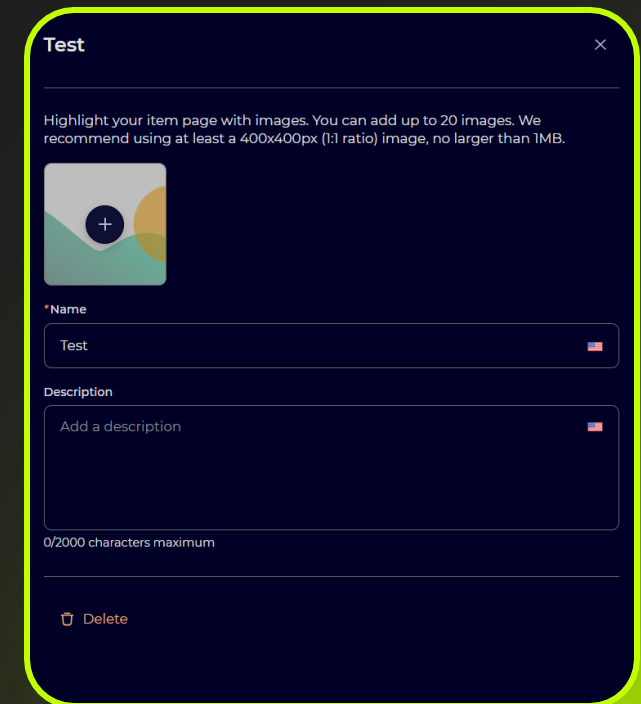 Test
Highlight your item page with images. You can add up to 20 images. We
recommend using at least a 400x400px (1:1 ratio) image, no larger than 1MB.
*Name
Test
Description
Add a description
0/2000 characters maximum
Delete